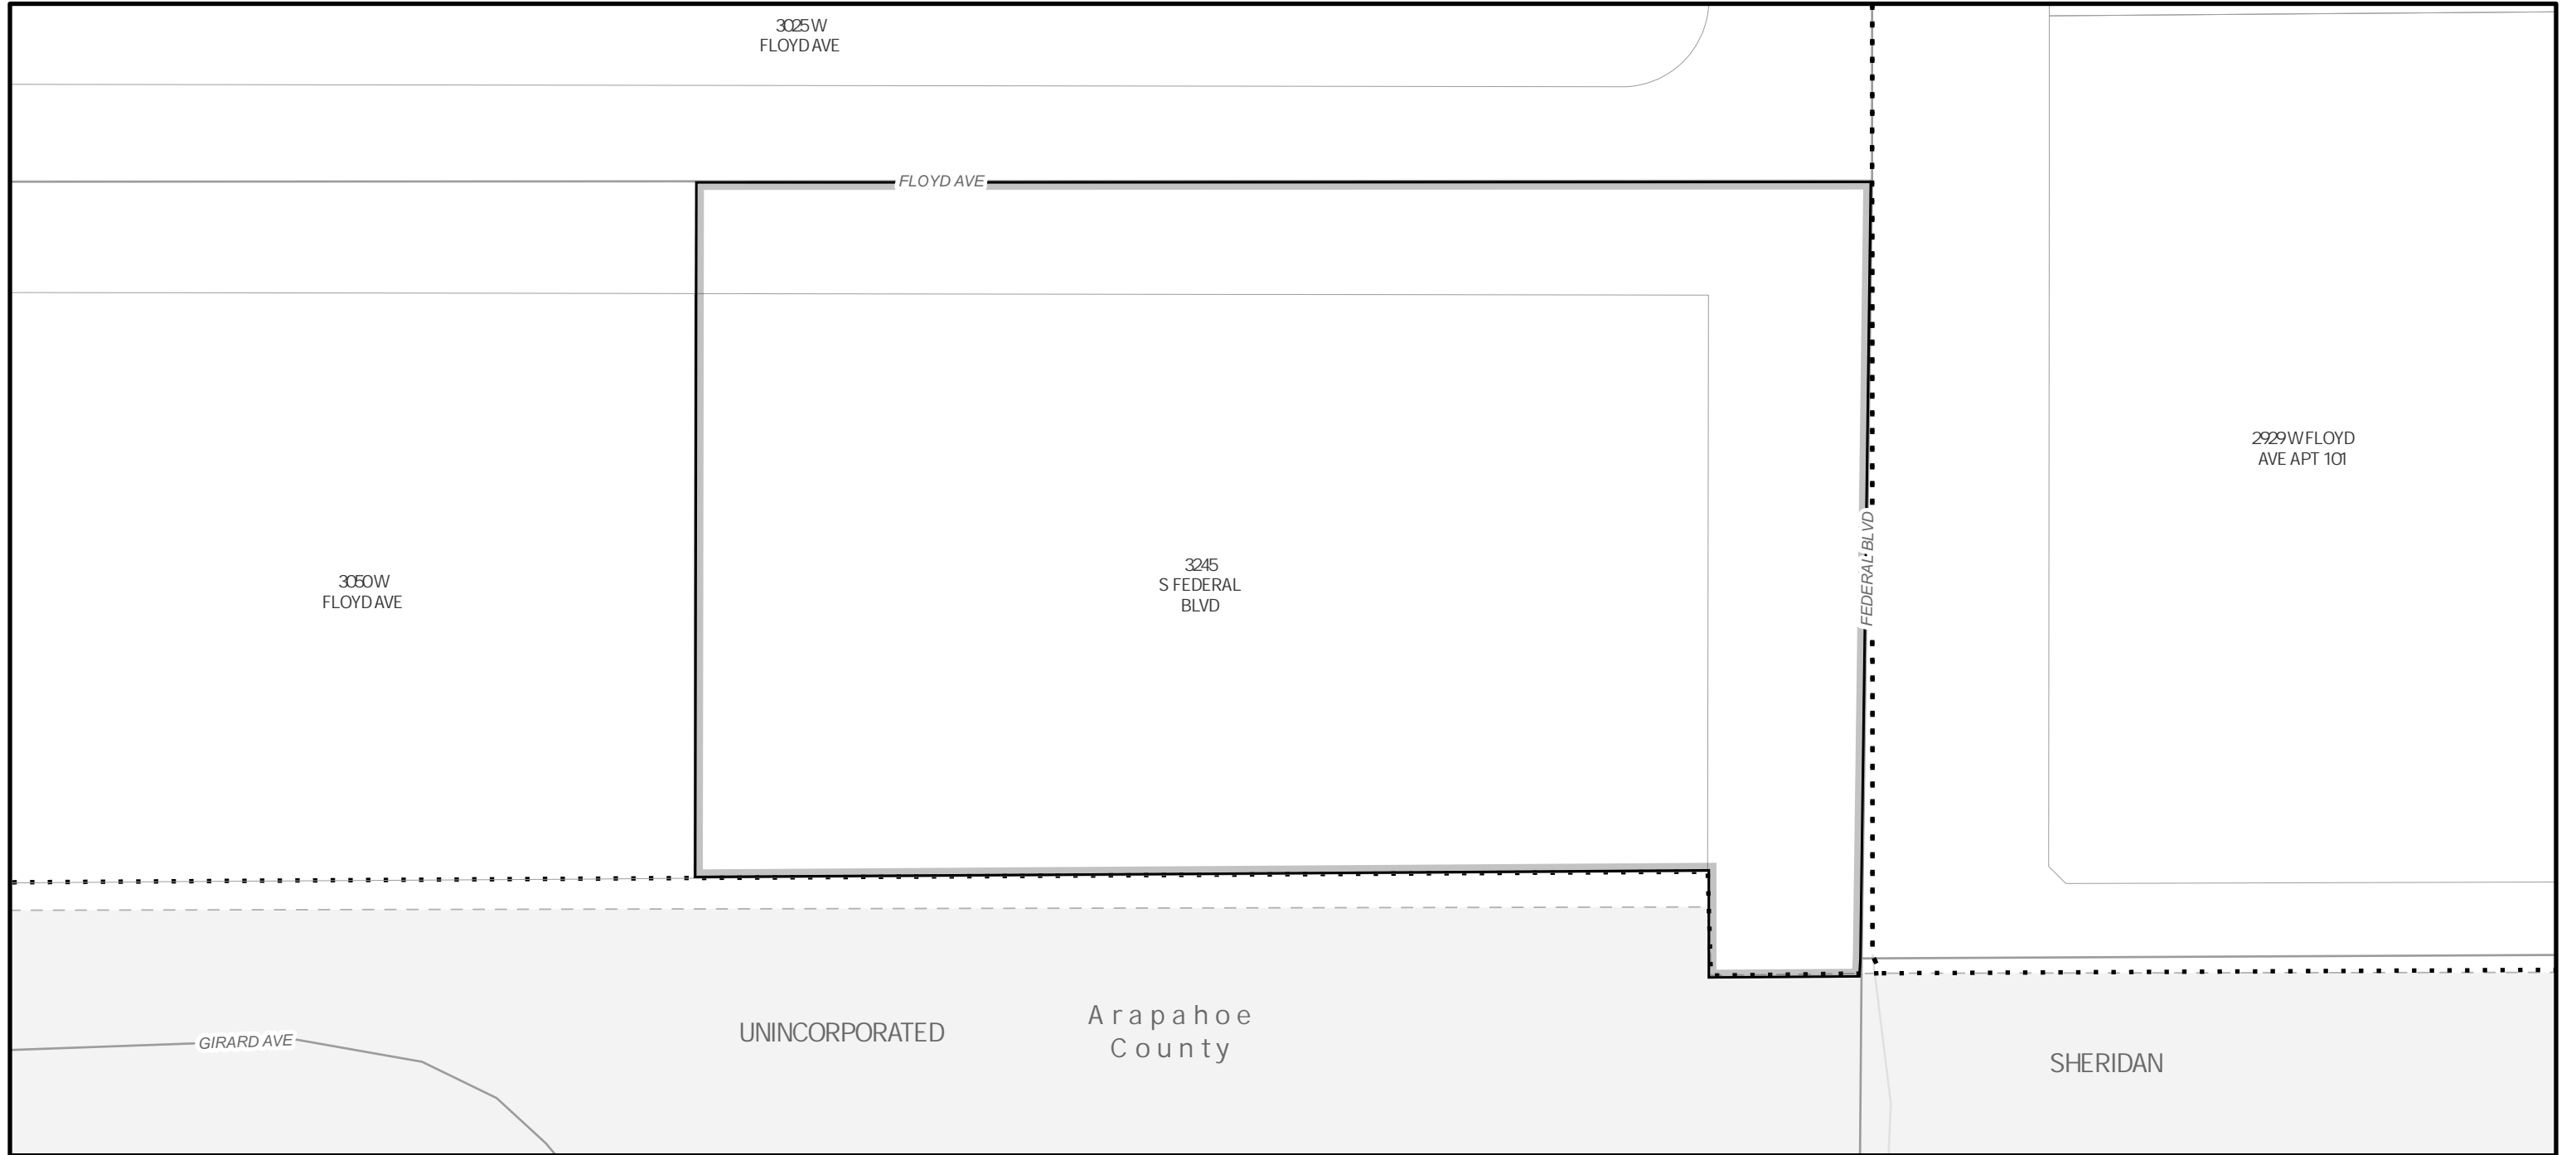 3025 W
FLOYD AVE
FLOYD AVE
2929 W FLOYD
AVE APT 101
FEDERAL BLVD
3245
S FEDERAL
BLVD
3050 W
FLOYD AVE
Arapahoe
County
UNINCORPORATED
GIRARD AVE
SHERIDAN